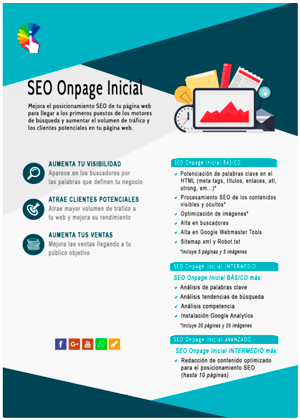 SEO Onpage Inicial
Mejora el posicionamiento SEO de tu página web
para llegar a los primeros puestos de los motores
de búsqueda y aumentar el volumen de tráfico y
los clientes potenciales en tu página web.
AUMENTA TU VISIBILIDAD
Aparece en los buscadores por
las palabras que definen tu negocio
ATRAE CLIENTES POTENCIALES
Atrae mayor volumen de tráfico a
tu web y mejora su rendimiento
AUMENTA TUS VENTAS
Mejora las ventas llegando a tu
público objetivo
SEO Onpage Inicial BÁSICO
Potenciación de palabras clave en el
HTML (meta tags, títulos, enlaces, alt,
strong, em...)*
Procesamiento SEO de los contenidos
visibles y ocultos*
Optimización de imágenes*
Alta en buscadores
Alta en Google Webmaster Tools
Sitemap.xml y Robot.txt
*Incluye 5 páginas y 5 imágenes
SEO Onpage Inicial INTERMEDIO
SEO Onpage Inicial BÁSICO más:
Análisis de palabras clave
Análisis tendencias de búsqueda
Análisis competencia
Instalación Google Analytics
*Incluye 20 páginas y 20 imágenes
SEO Onpage Inicial AVANZADO
SEO Onpage Inicial INTERMEDIO más:
Redacción de contenido optimizado
para el posicionamiento SEO
(hasta 10 páginas)